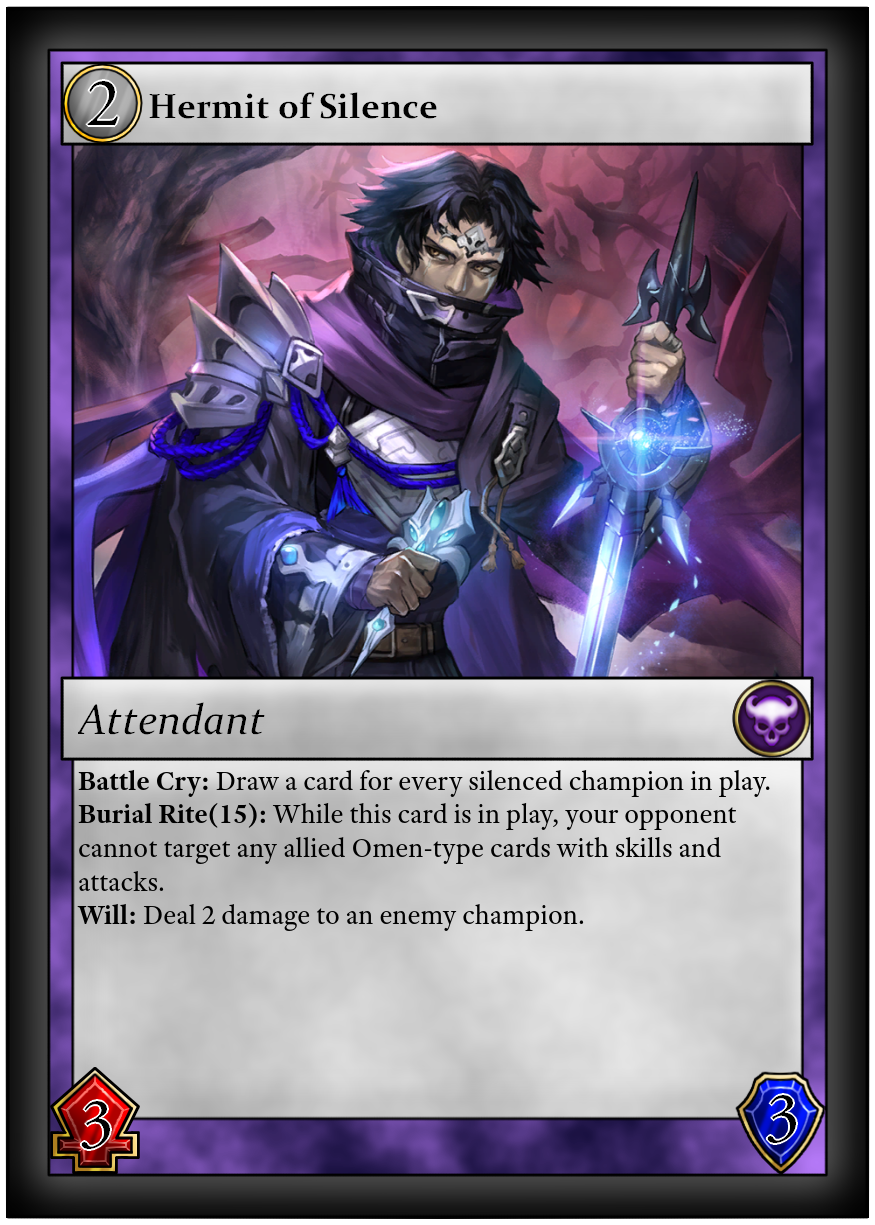 2 Hermit of Silence
Attendant
Battle Cry: Draw a card for every silenced champion in play.
Burial Rite(15): While this card is in play, your opponent
cannot target any allied Omen-type cards with skills and
attacks.
Will: Deal 2 damage to an enemy champion.
3 3